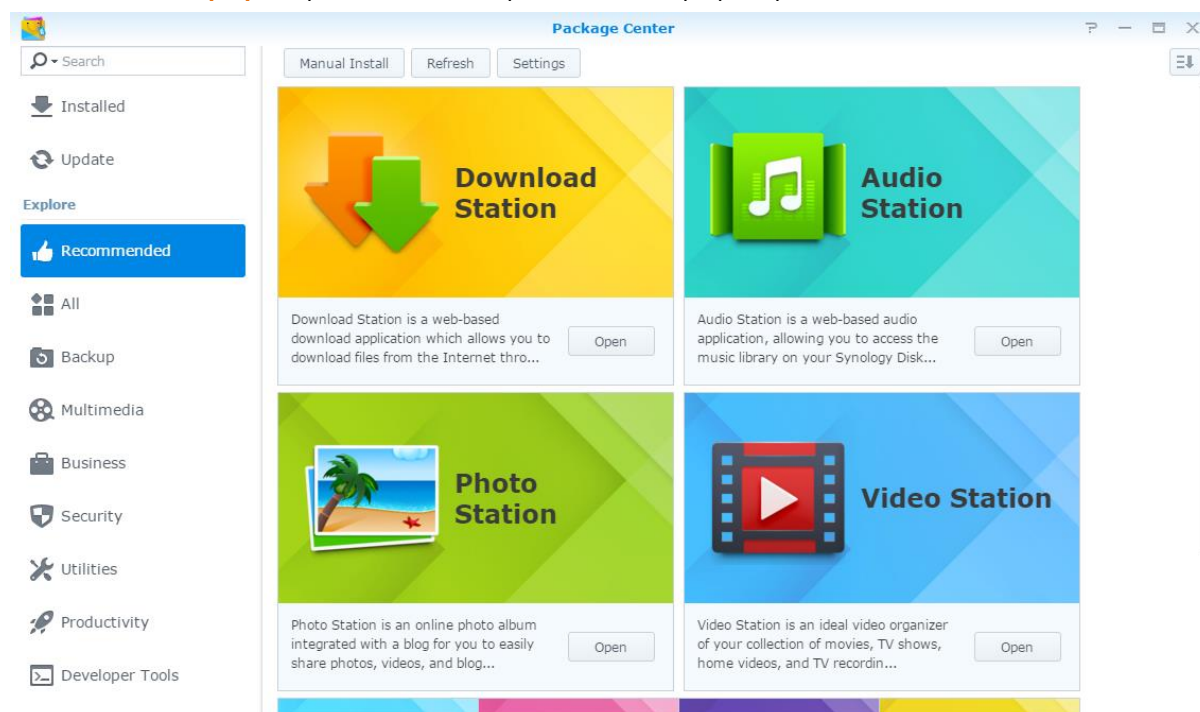 Package Center
Search
Manual Install
Refresh
Settings
Installed
Update
Explore
Recommended
All
Backup
Multimedia
Business
Security
Utilities
Productivity
Developer Tools
Download
Station
Download Station is a web-based
download application which allows you to
download files from the Internet thro...
Open
Audio
Station
Audio Station is a web-based audio
application, allowing you to access the
music library on your Synology Disk...
Open
Photo
Station
Photo Station is an online photo album
integrated with a blog for you to easily
share photos, videos, and blog...
Open
Video Station
Video Station is an ideal video organizer
of your collection of movies, TV shows,
home videos, and TV recordin...
Open